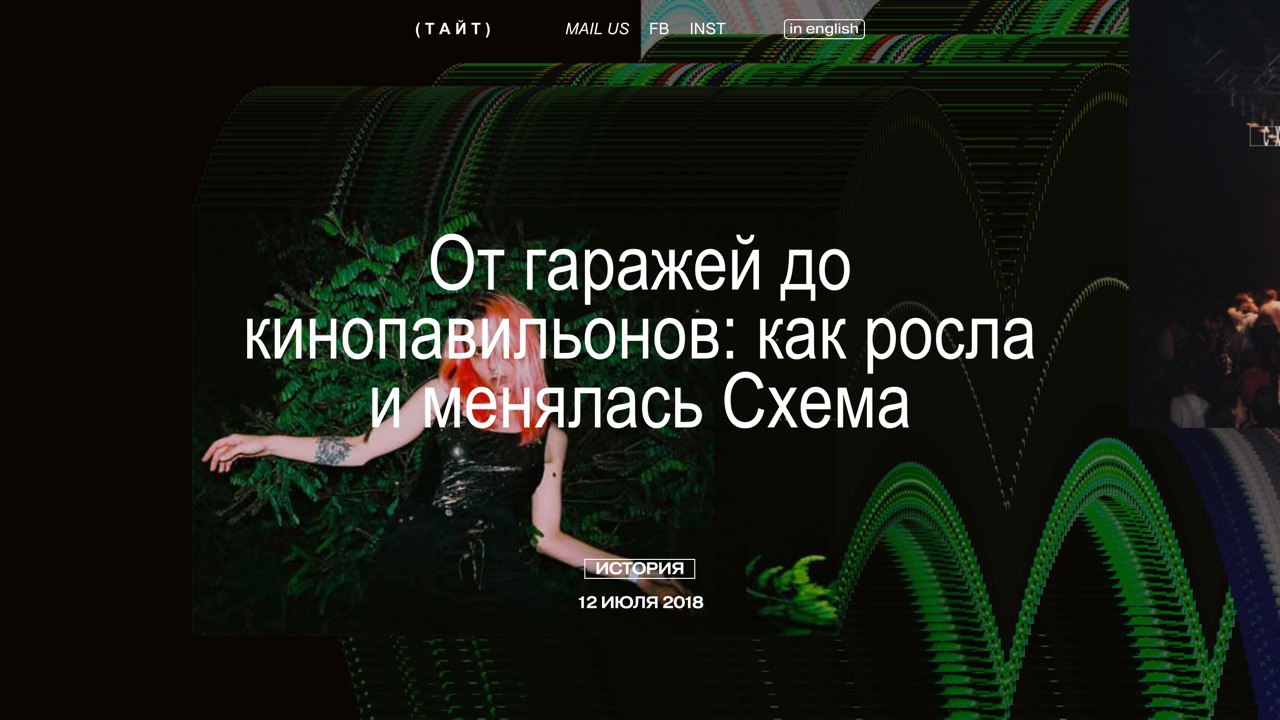 (ТАЙТ) MAIL US FB INST in english
От гаражей до
кинопавильонов: как росла
и менялась Схема
ИСТОРИЯ
12 ИЮЛЯ 2018